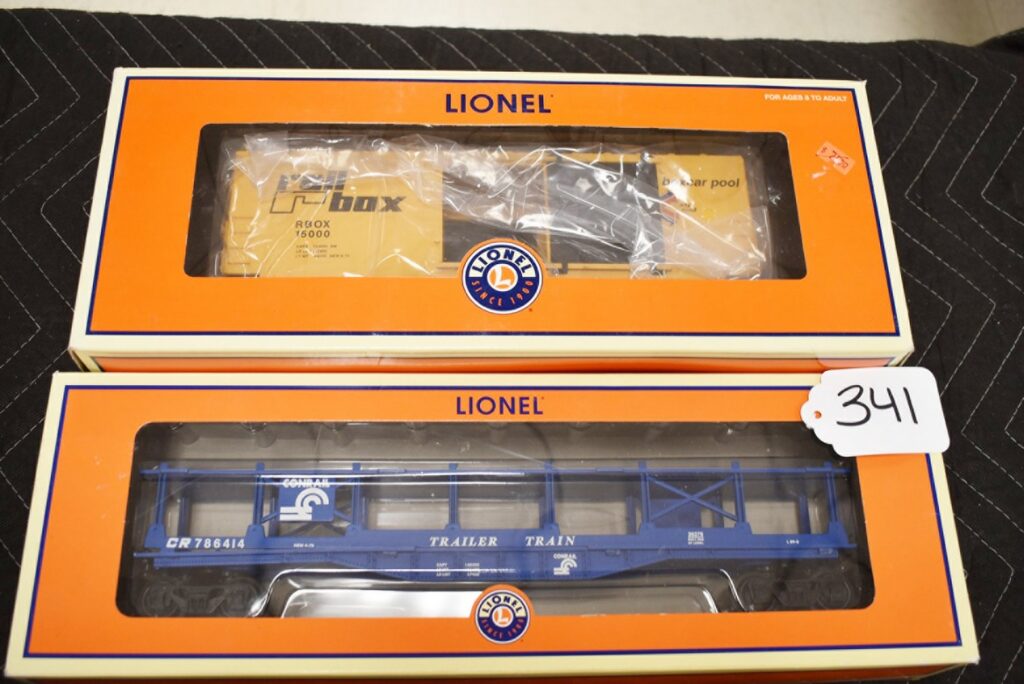 LIONEL
FOR AGES 8 TO ADULT
rail box
boxcar pool
RBOX
15000
LIONEL
L
SINCE 1900
341
LIONEL
CONRAIL
CR 786414
TRAILER TRAIN
CONRAIL
LIONEL
L
SINCE 1900